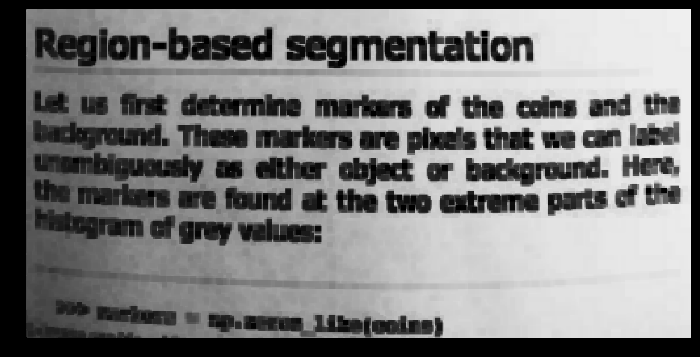 Region-based segmentation
Let us first determine markers of the coins and the
background. These markers are pixels that we can label
unambiguously as either object or background. Here,
the markers are found at the two extreme parts of the
histogram of grey values:
>>> markers = np.zeros_like(coins)